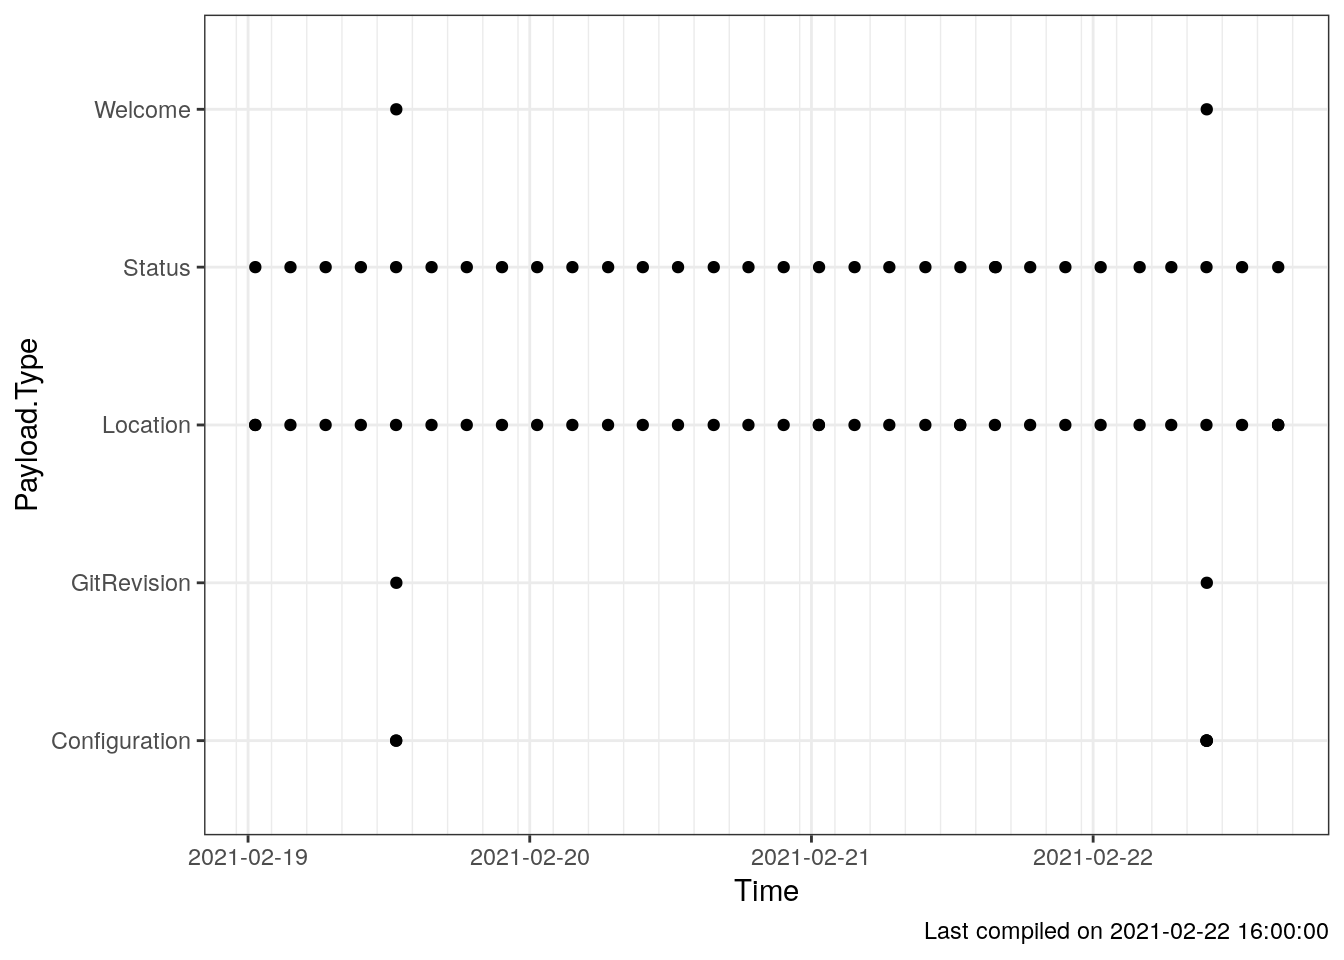 Welcome
Status
Location
GitRevision
Configuration
Payload.Type
2021-02-19 2021-02-20 2021-02-21 2021-02-22
Time
Last compiled on 2021-02-22 16:00:00